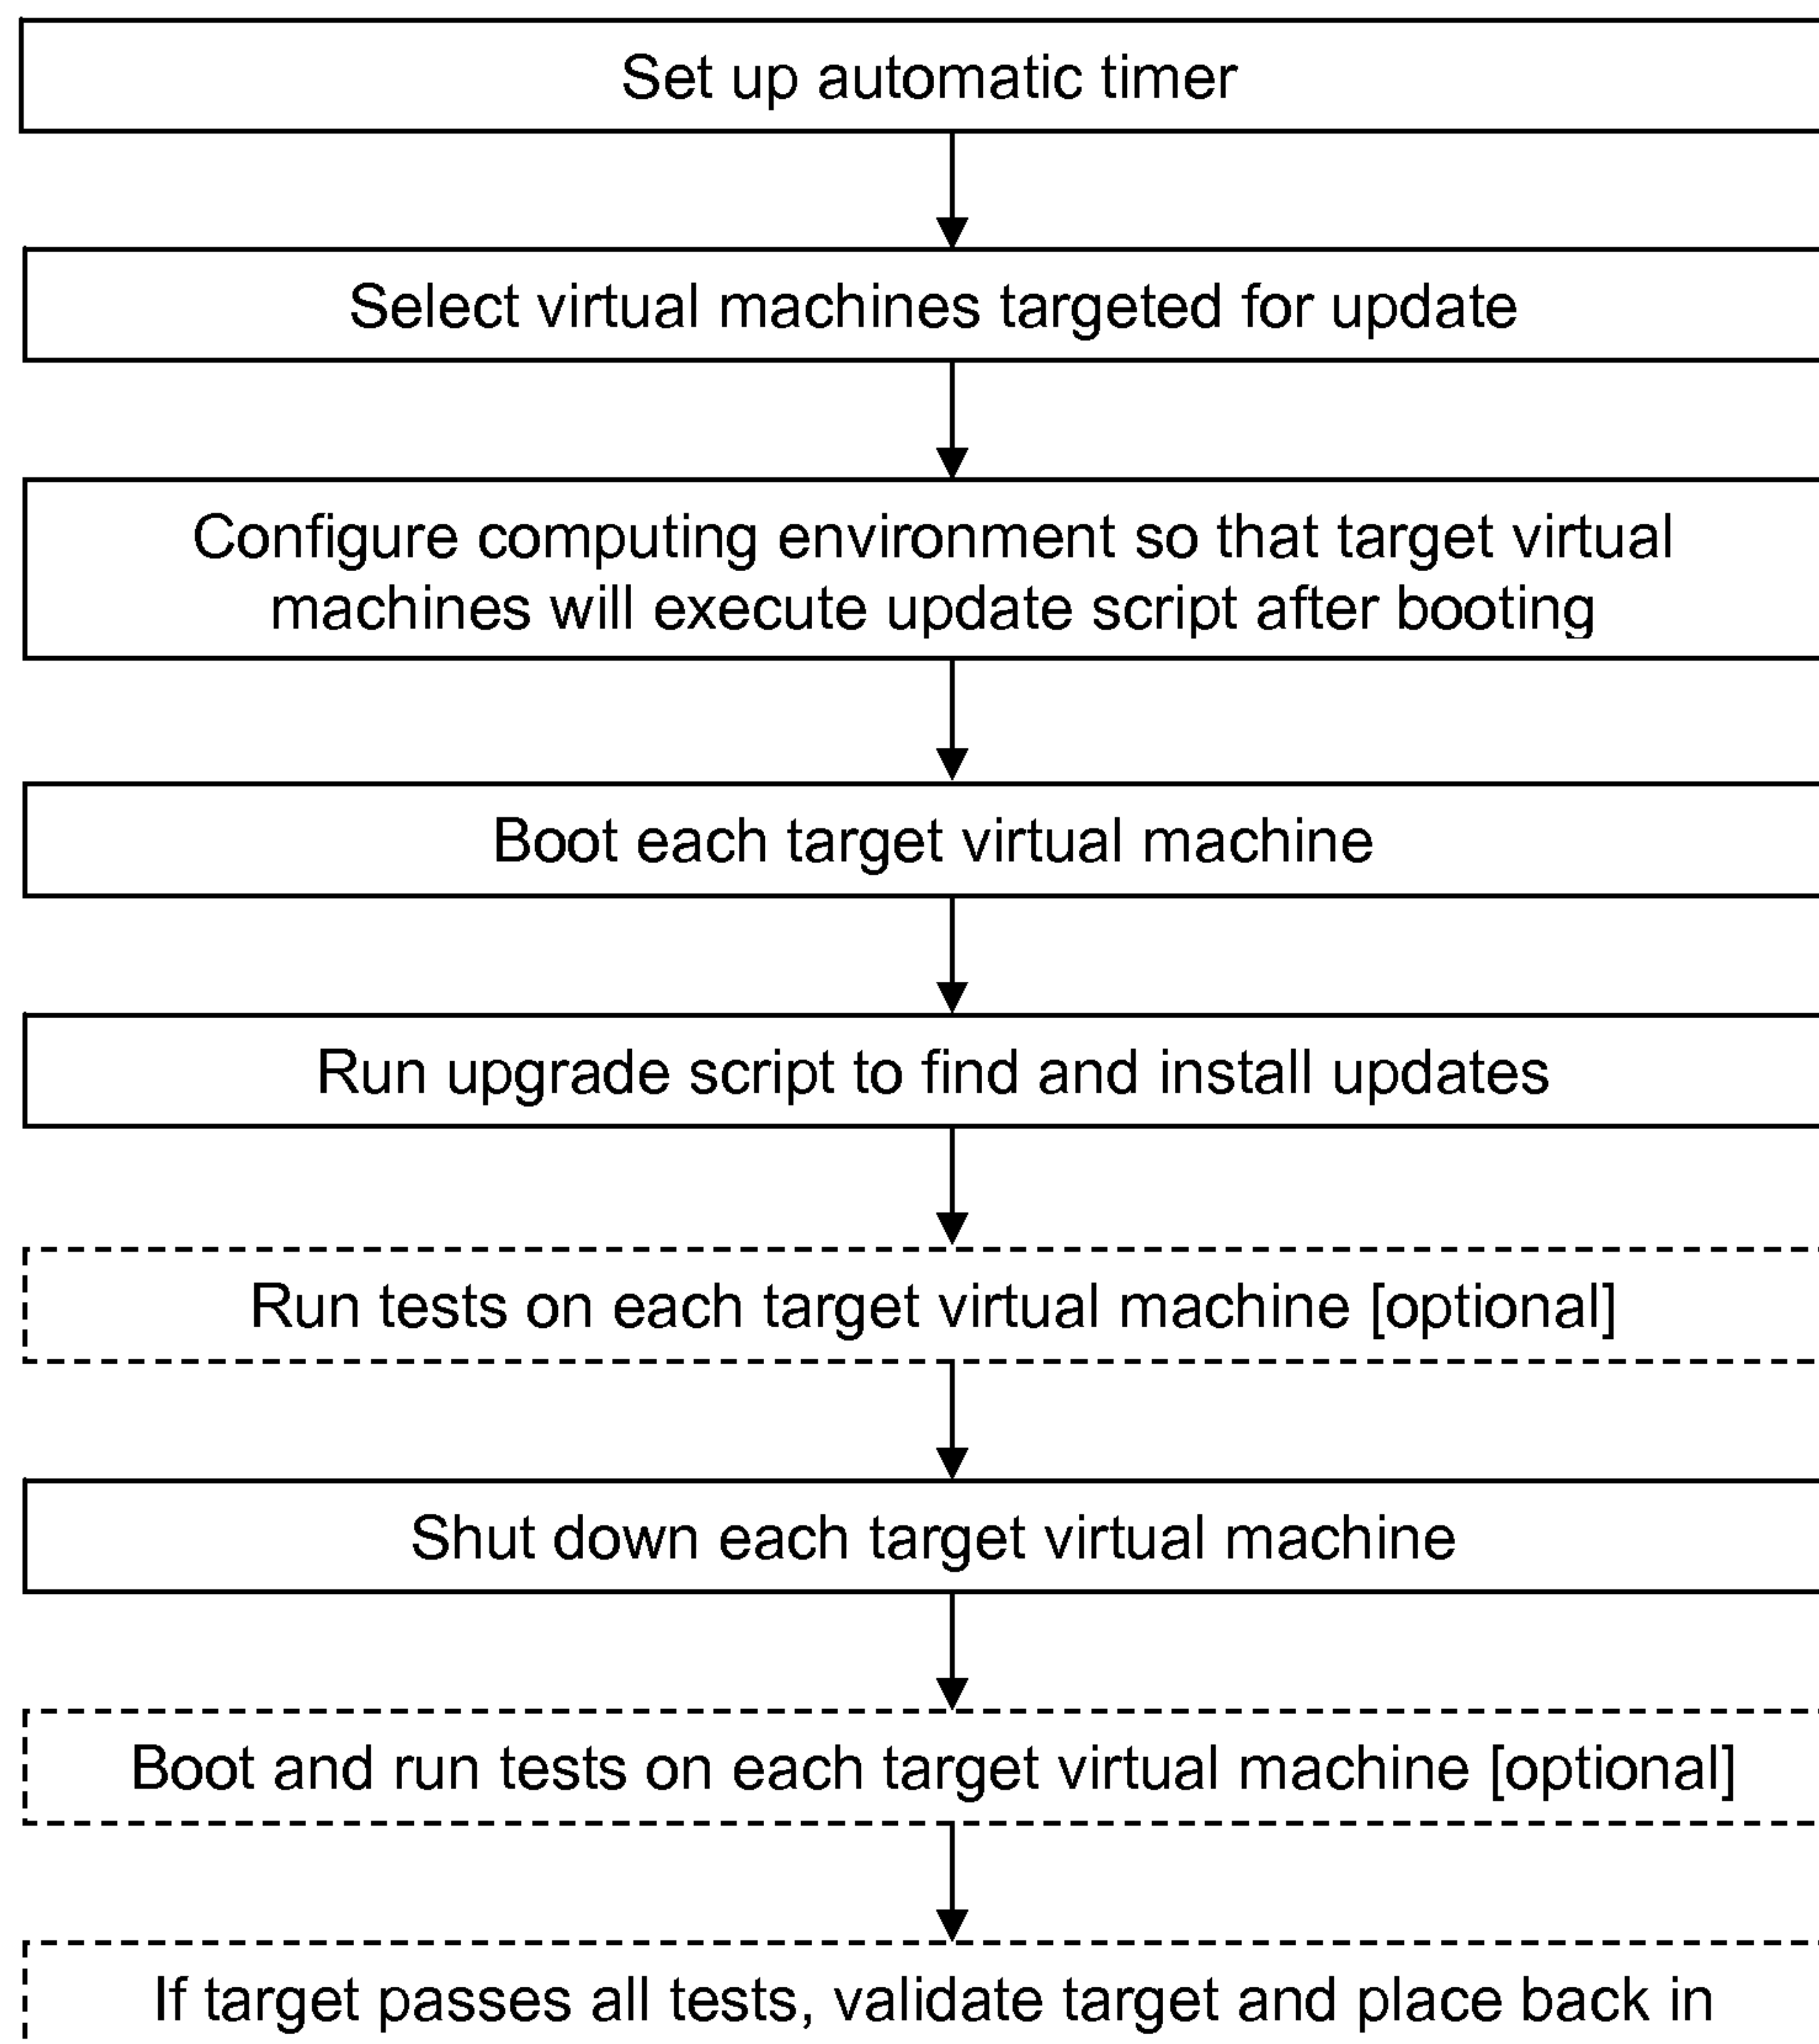 Set up automatic timer
Select virtual machines targeted for update
Configure computing environment so that target virtual
machines will execute update script after booting
Boot each target virtual machine
Run upgrade script to find and install updates
Run tests on each target virtual machine [optional]
Shut down each target virtual machine
Boot and run tests on each target virtual machine [optional]
If target passes all tests, validate target and place back in